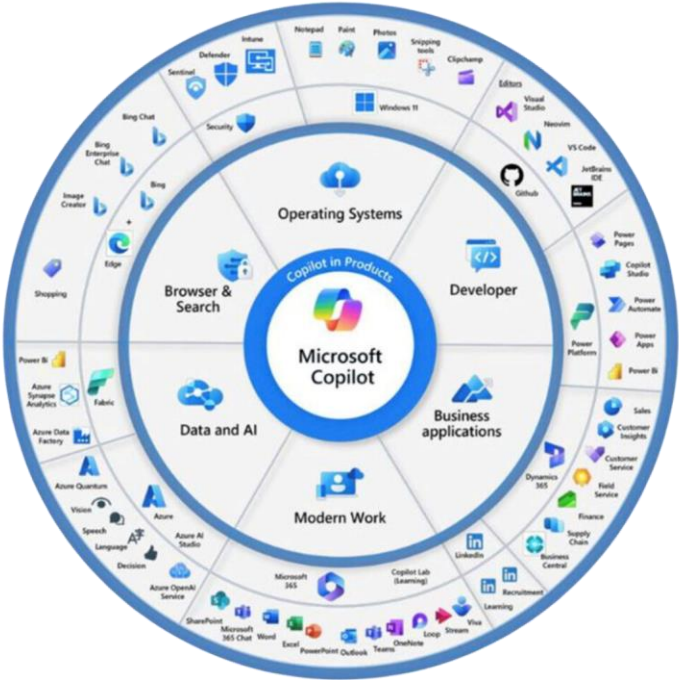 Copilot in Products
Microsoft
Copilot
Operating Systems
Developer
Business
applications
Modern Work
Data and AI
Browser &
Search
Windows 11
Notepad
Paint
Photos
Snipping
tools
Clipchamp
Editors
Visual
Studio
Neovim
VS Code
JetBrains
IDE
JET
BRAINS
Github
Power
Platform
Power
Pages
Copilot
Studio
Power
Automate
Power
Apps
Power BI
Dynamics
365
Sales
Customer
Insights
Customer
Service
Field
Service
Finance
Supply
Chain
Business
Central
LinkedIn
in
Recruitment
in
Learning
in
Copilot Lab
(Learning)
Microsoft
365
Viva
Stream
Loop
OneNote
Teams
Outlook
PowerPoint
Excel
Word
Microsoft
365 Chat
SharePoint
Azure
Azure AI
Studio
Azure OpenAI
Service
Decision
Language
Speech
Vision
Azure Quantum
Fabric
Azure Data
Factory
Azure
Synapse
Analytics
Power BI
Edge
+
Bing
Shopping
Image
Creator
Bing
Enterprise
Chat
Bing Chat
Security
Sentinel
Defender
Intune